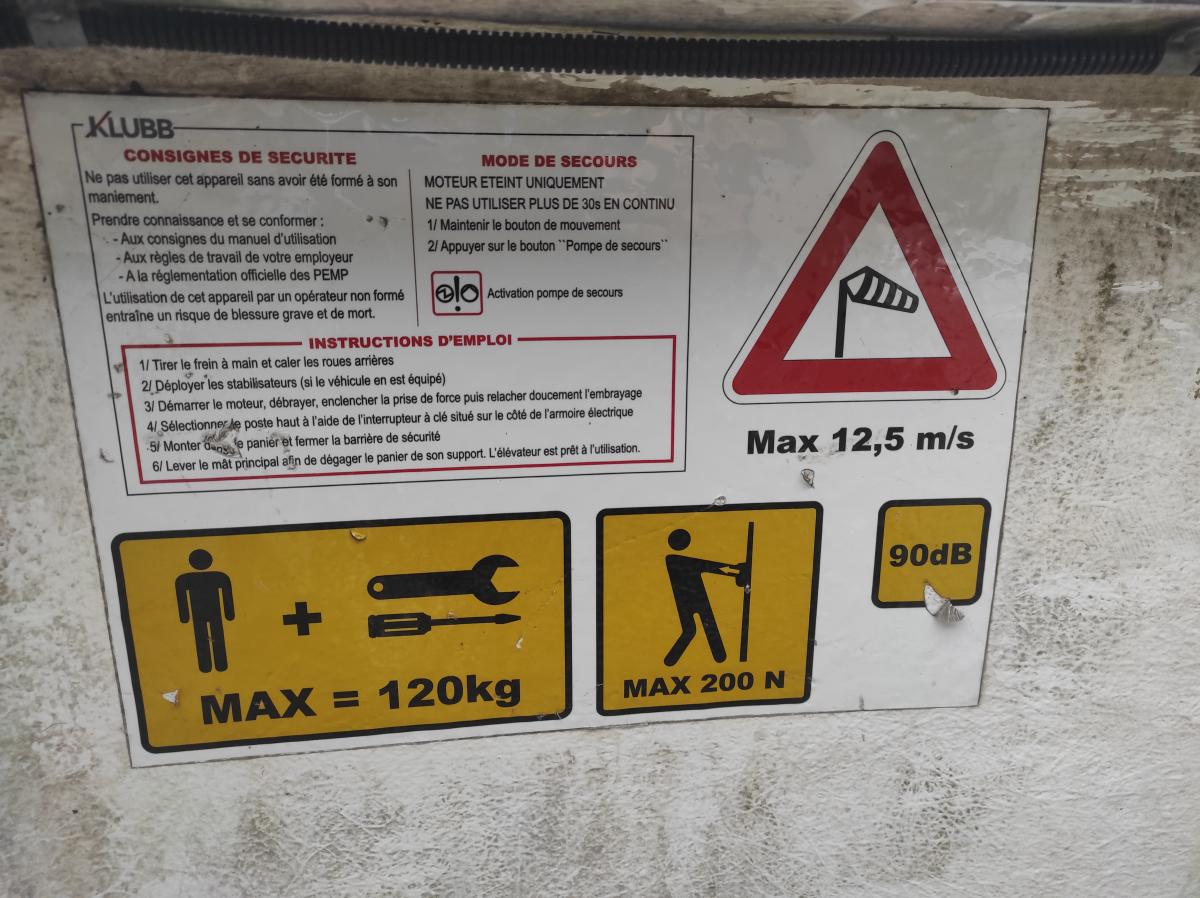 KLUBB
CONSIGNES DE SECURITE
Ne pas utiliser cet appareil sans avoir été formé à son
maniement.
Prendre connaissance et se conformer :
- Aux consignes du manuel d'utilisation
- Aux règles de travail de votre employeur
- A la réglementation officielle des PEMP
L'utilisation de cet appareil par un opérateur non formé
entraîne un risque de blessure grave et de mort.
MODE DE SECOURS
MOTEUR ETEINT UNIQUEMENT
NE PAS UTILISER PLUS DE 30s EN CONTINU
1/ Maintenir le bouton de mouvement
2/ Appuyer sur le bouton ``Pompe de secours``
Activation pompe de secours
INSTRUCTIONS D'EMPLOI
1/ Tirer le frein à main et caler les roues arrières
2/ Déployer les stabilisateurs (si le véhicule en est équipé)
3/ Démarrer le moteur, débrayer, enclencher la prise de force puis relacher doucement l'embrayage
4/ Sélectionner le poste haut à l'aide de l'interrupteur à clé situé sur le côté de l'armoire électrique
5/ Monter dans le panier et fermer la barrière de sécurité
6/ Lever le mât principal afin de dégager le panier de son support. L'élévateur est prêt à l'utilisation.
Max 12,5 m/s
+
MAX = 120kg
MAX 200 N
90dB